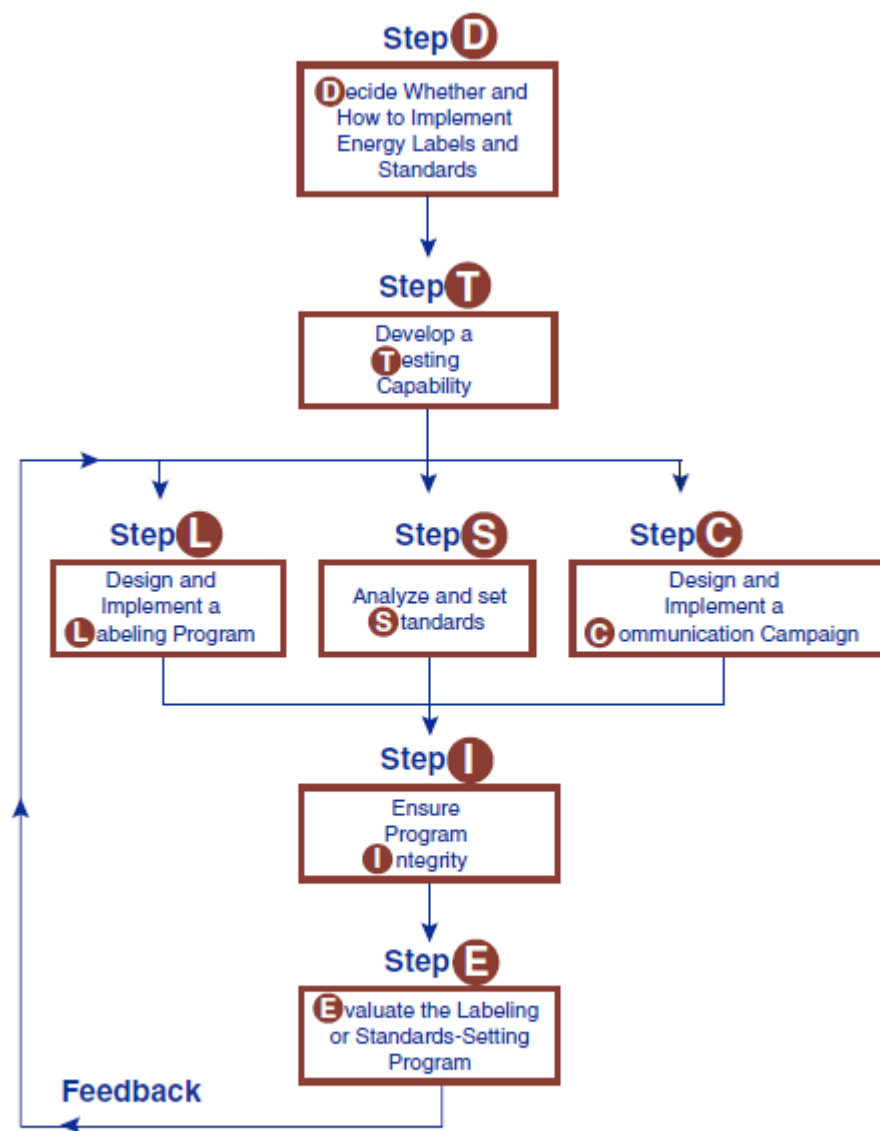 Step D
Decide Whether and
How to Implement
Energy Labels and
Standards
Step T
Develop a
Testing
Capability
Step L
Design and
Implement a
Labeling Program
Step S
Analyze and set
Standards
Step C
Design and
Implement a
Communication Campaign
Step I
Ensure
Program
Integrity
Step E
Evaluate the Labeling
or Standards-Setting
Program
Feedback